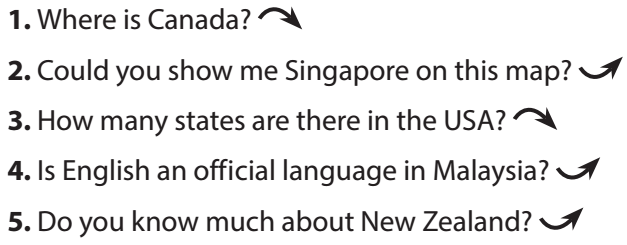 1. Where is Canada?
2. Could you show me Singapore on this map?
3. How many states are there in the USA?
4. Is English an official language in Malaysia?
5. Do you know much about New Zealand?